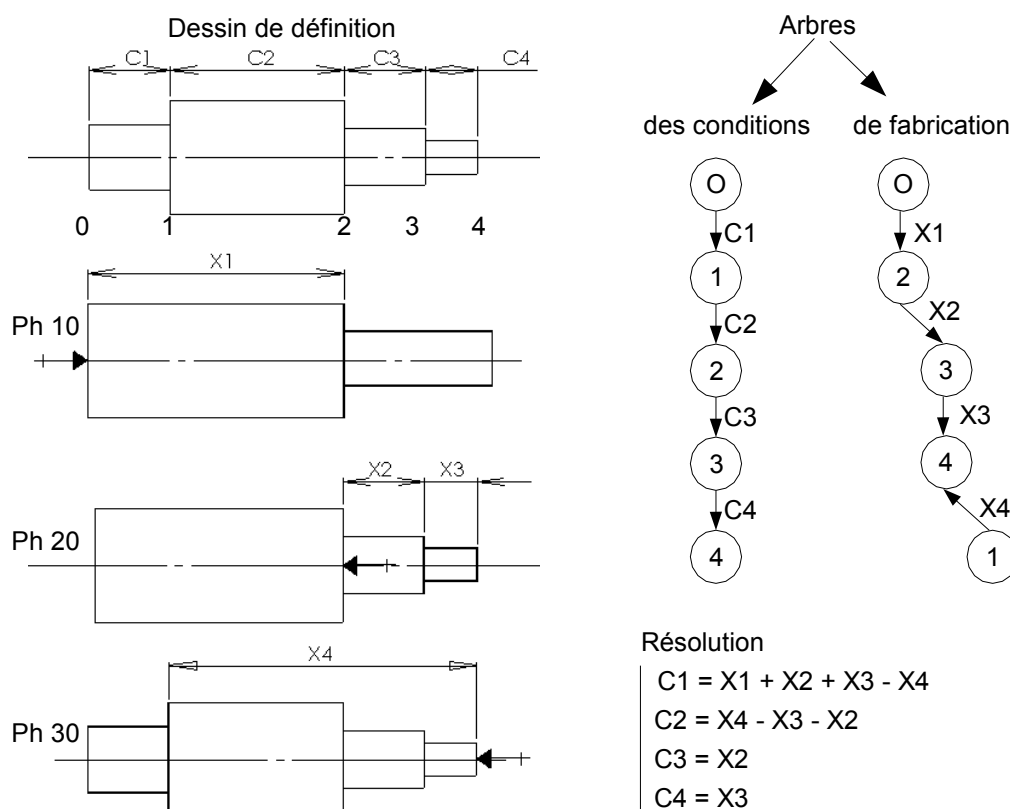 Dessin de définition
C1 C2 C3 C4
0 1 2 3 4
X1
Ph 10
X2 X3
Ph 20
X4
Ph 30
Arbres
des conditions de fabrication
O O
C1 X1
1 2
C2 X2
2 3
C3 X3
3 4
C4 X4
4 1
Résolution
C1 = X1 + X2 + X3 - X4
C2 = X4 - X3 - X2
C3 = X2
C4 = X3